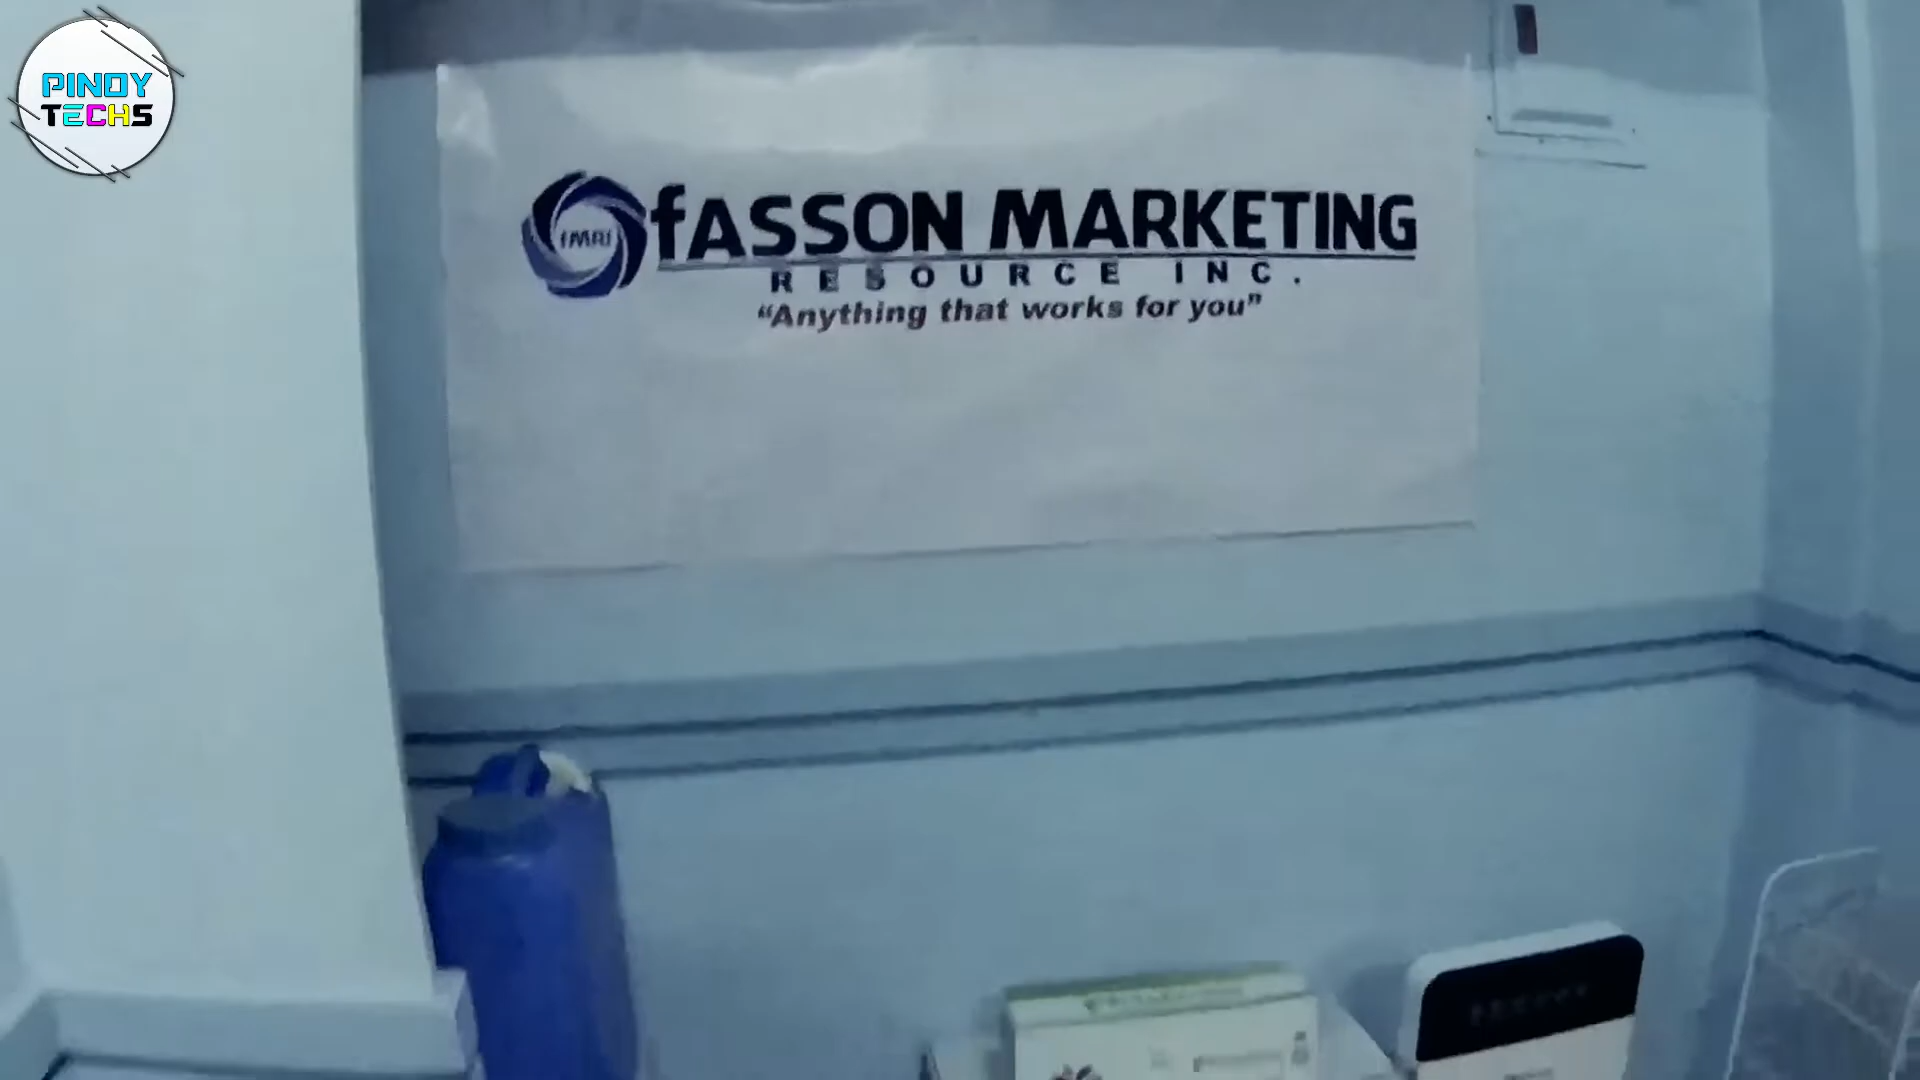 PINOY
TECHS
fMRI
fASSON MARKETING
RESOURCE INC.
“Anything that works for you”